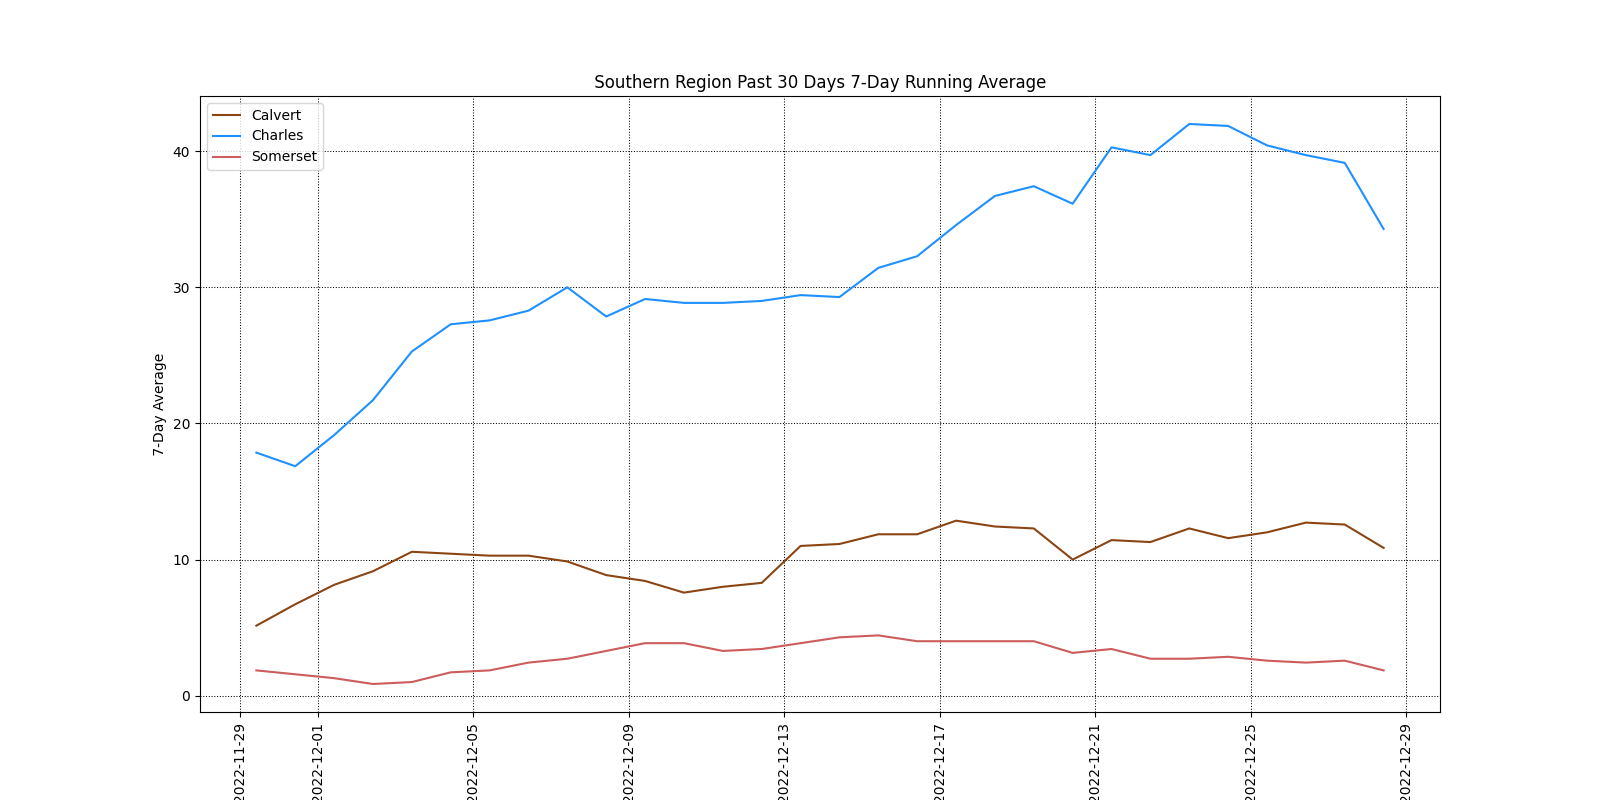 Southern Region Past 30 Days 7-Day Running Average
Calvert
Charles
Somerset
7-Day Average
40
30
20
10
0
2022-11-29
2022-12-01
2022-12-05
2022-12-09
2022-12-13
2022-12-17
2022-12-21
2022-12-25
2022-12-29